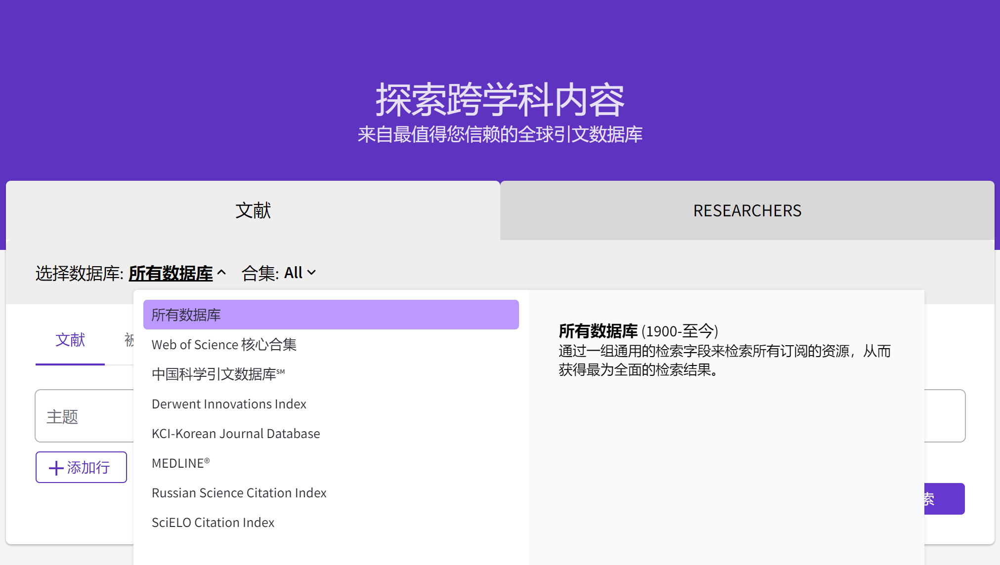 探索跨学科内容
来自最值得您信赖的全球引文数据库
文献
RESEARCHERS
选择数据库: 所有数据库 合集: All
所有数据库
Web of Science 核心合集
中国科学引文数据库℠
Derwent Innovations Index
KCI-Korean Journal Database
MEDLINE®
Russian Science Citation Index
SciELO Citation Index
所有数据库 (1900-至今)
通过一组通用的检索字段来检索所有订阅的资源，从而
获得最为全面的检索结果。
文献
主题
添加行
索